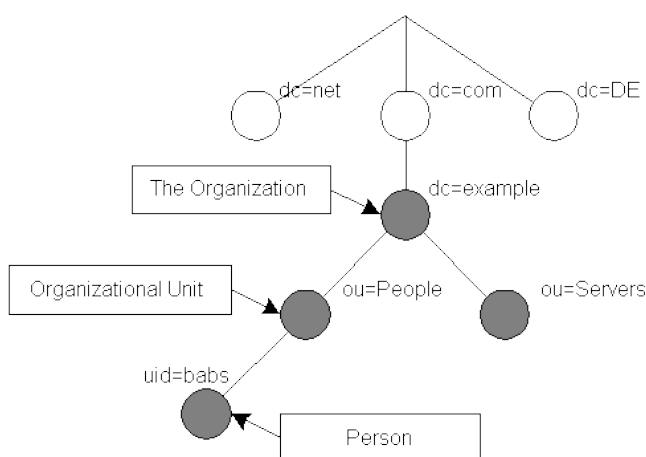 dc=net
dc=com
dc=DE
The Organization
dc=example
Organizational Unit
ou=People
ou=Servers
uid=babs
Person